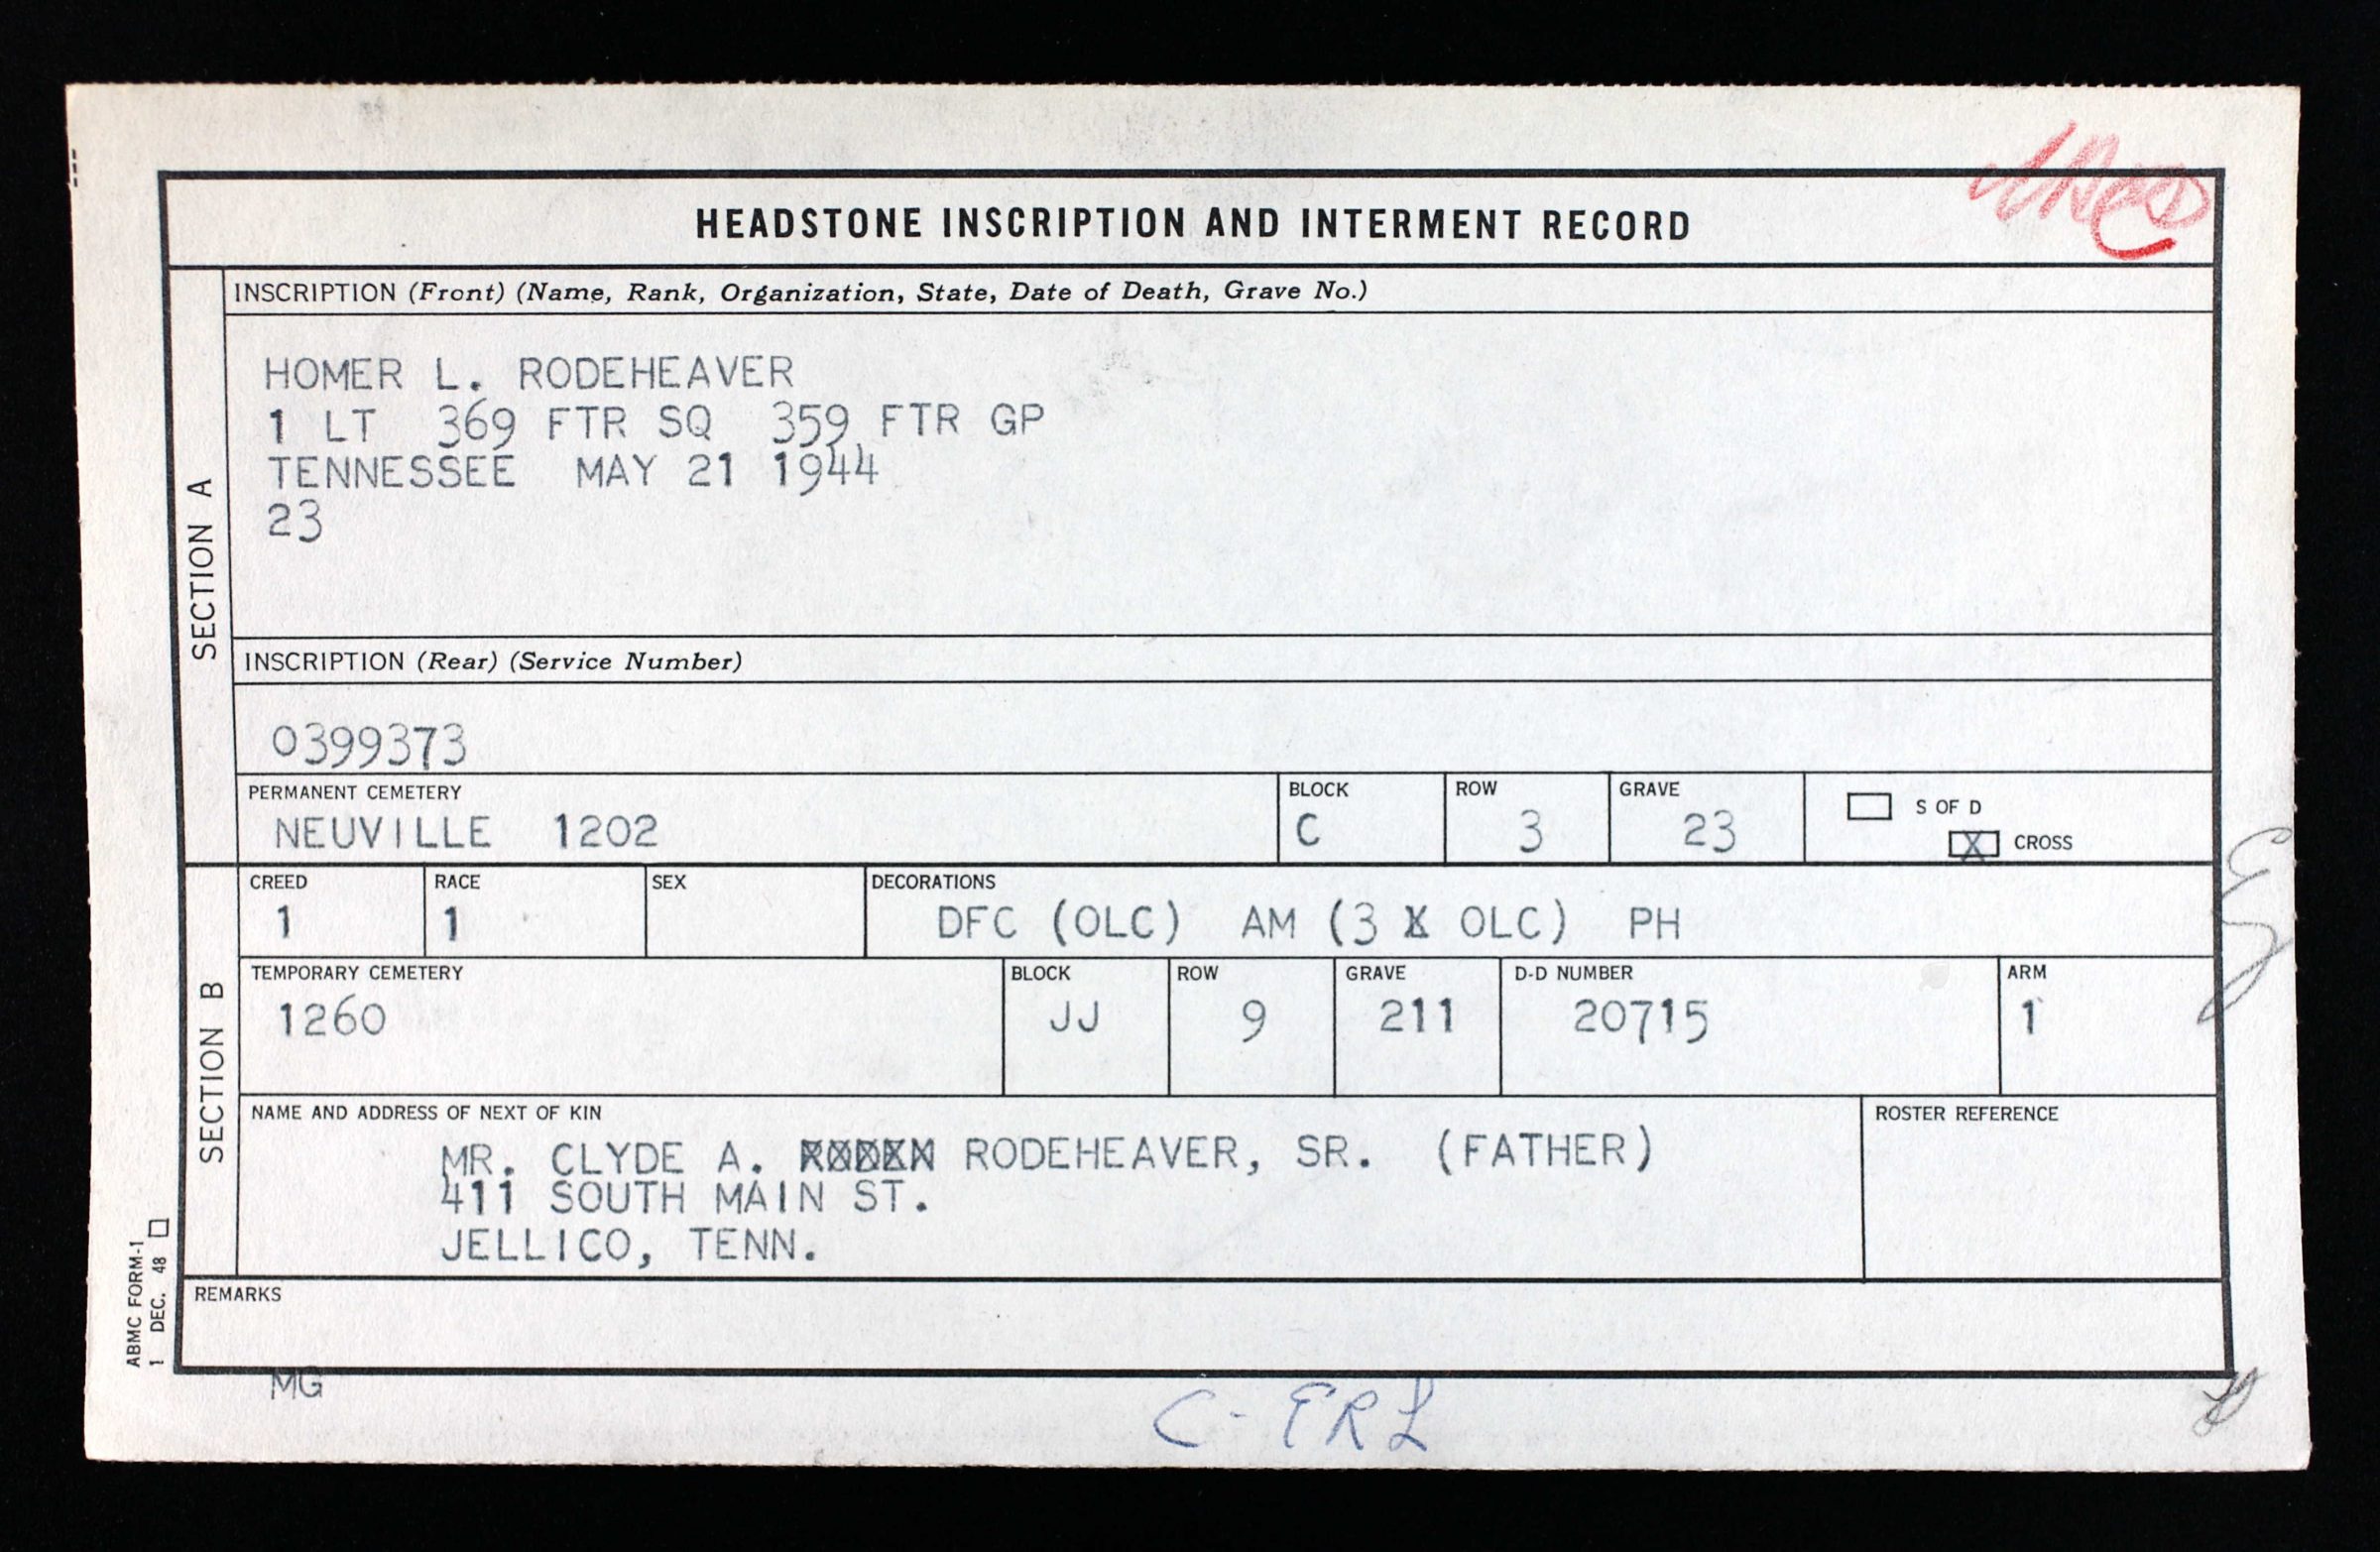 HEADSTONE INSCRIPTION AND INTERMENT RECORD
SECTION A
INSCRIPTION (Front) (Name, Rank, Organization, State, Date of Death, Grave No.)
HOMER L. RODEHEAVER
1 LT 369 FTR SQ 359 FTR GP
TENNESSEE MAY 21 1944
23
INSCRIPTION (Rear) (Service Number)
0399373
PERMANENT CEMETERY BLOCK ROW GRAVE S OF D
NEUVILLE 1202 C 3 23 X CROSS
SECTION B
CREED RACE SEX DECORATIONS
1 1 DFC (OLC) AM (3 X OLC) PH
TEMPORARY CEMETERY BLOCK ROW GRAVE D-D NUMBER ARM
1260 JJ 9 211 20715 1
NAME AND ADDRESS OF NEXT OF KIN ROSTER REFERENCE
MR. CLYDE A. RODEHEAVER, SR. (FATHER)
411 SOUTH MAIN ST.
JELLICO, TENN.
REMARKS
ABMC FORM-1
1 DEC. 48
MG